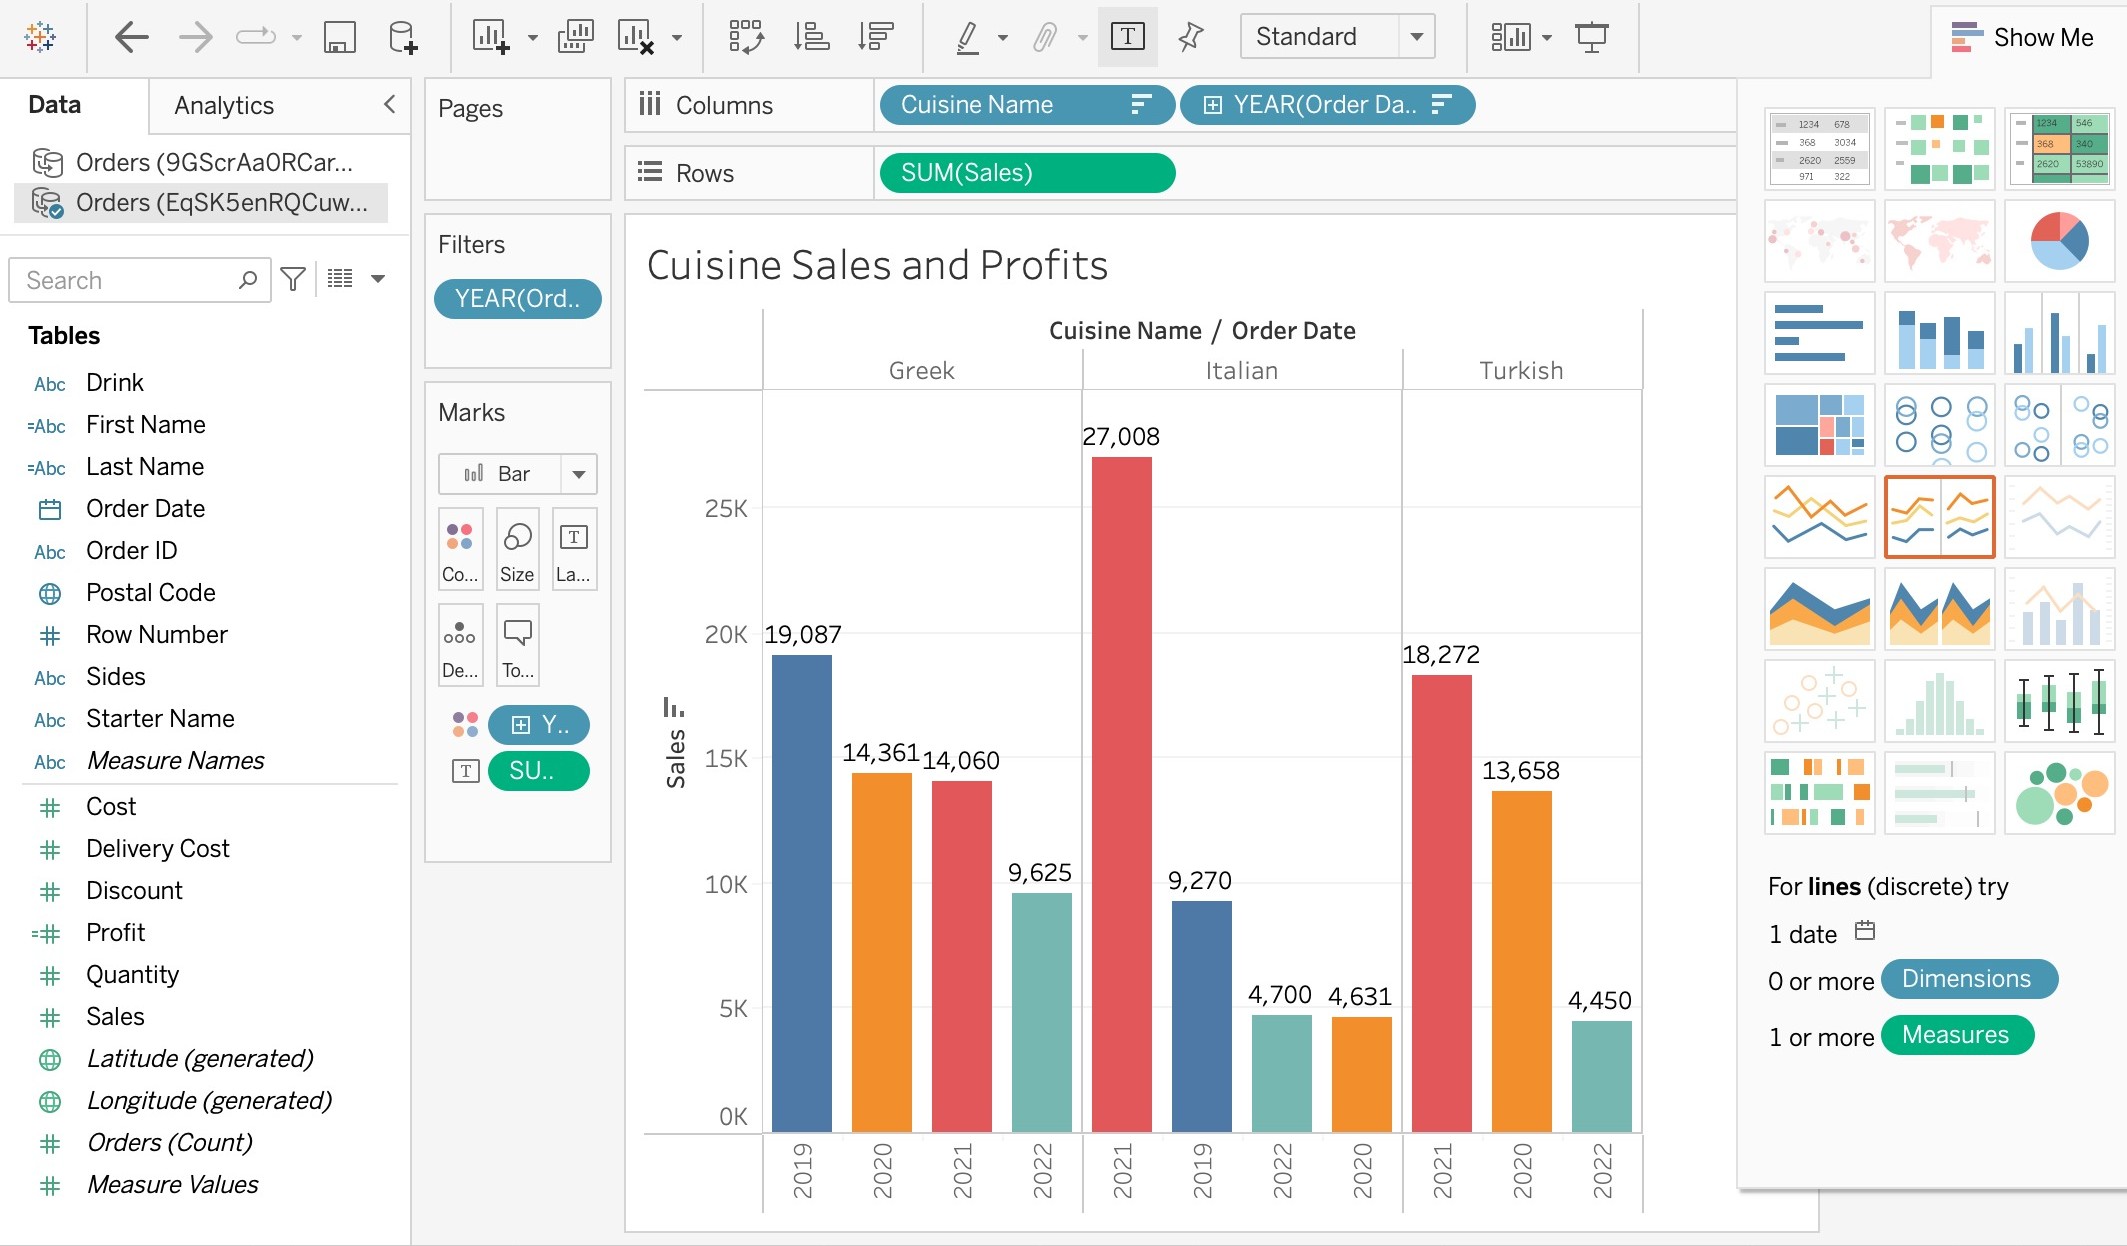 Standard
Show Me
Data
Analytics
Orders (9GScrAa0RCar...
Orders (EqSK5enRQCuw...
Search
Tables
Abc Drink
=Abc First Name
=Abc Last Name
Order Date
Abc Order ID
Postal Code
# Row Number
Abc Sides
Abc Starter Name
Abc Measure Names
# Cost
# Delivery Cost
# Discount
=# Profit
# Quantity
# Sales
Latitude (generated)
Longitude (generated)
# Orders (Count)
# Measure Values
Pages
Filters
YEAR(Ord..
Marks
Bar
Co...
Size
La...
De...
To...
Y..
SU..
Columns
Cuisine Name
YEAR(Order Da..
Rows
SUM(Sales)
Cuisine Sales and Profits
Cuisine Name / Order Date
Greek Italian Turkish
27,008
25K
20K
19,087
18,272
15K
14,361
14,060
13,658
10K
9,625
9,270
5K
4,700
4,631
4,450
0K
Sales
2019 2020 2021 2022 2021 2019 2022 2020 2021 2020 2022
1234 678
368 3034
2620 2559
971 322
1234 546
368 340
2620 53890
For lines (discrete) try
1 date
0 or more Dimensions
1 or more Measures